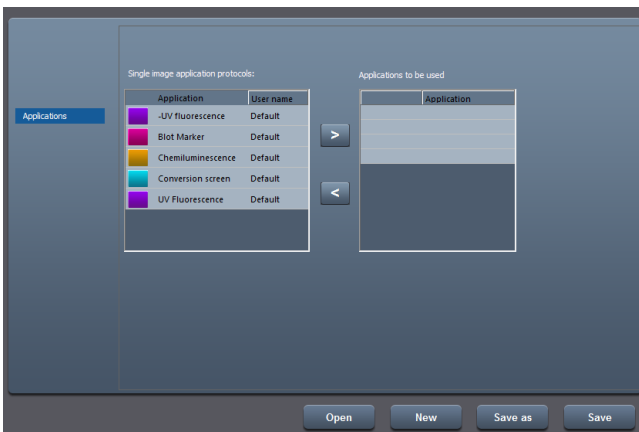 Single image application protocols:
Applications to be used
Application User name
Application
Applications
-UV fluorescence Default
Blot Marker Default
>
Chemiluminescence Default
Conversion screen Default
<
UV Fluorescence Default
Open New Save as Save